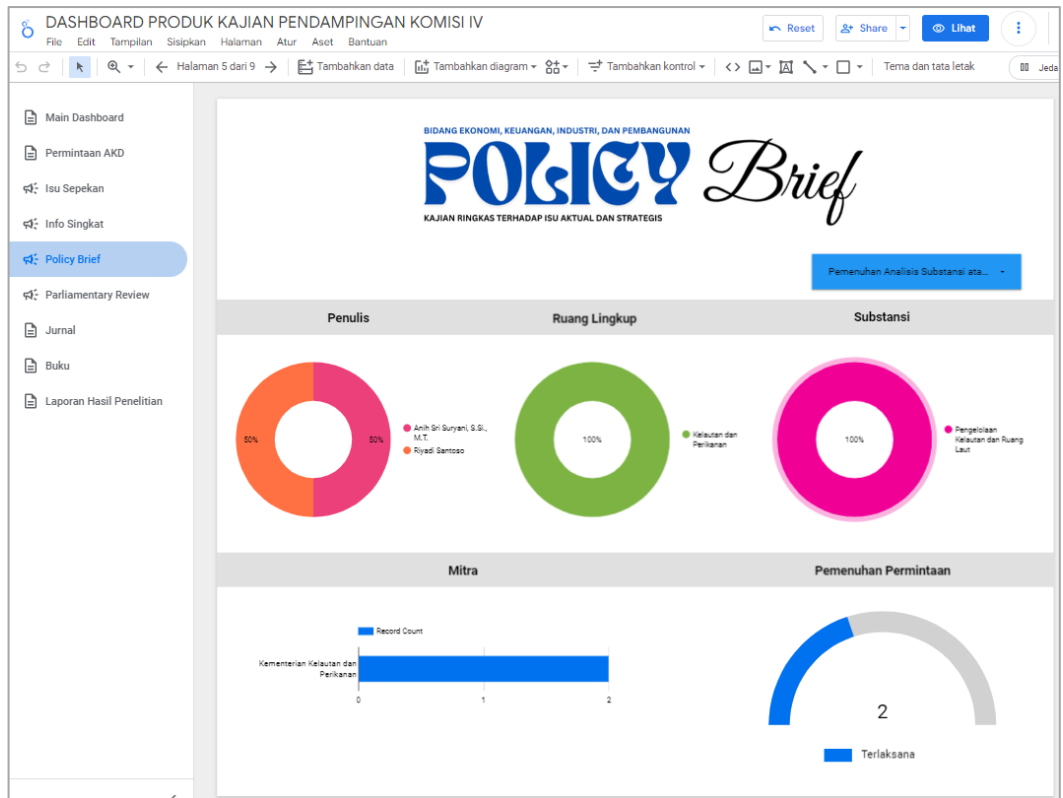 DASHBOARD PRODUK KAJIAN PENDAMPINGAN KOMISI IV
File Edit Tampilan Sisipkan Halaman Atur Aset Bantuan
Reset
Share
Lihat
Halaman 5 dari 9
Tambahkan data
Tambahkan diagram
Tambahkan kontrol
Tema dan tata letak
Jeda
Main Dashboard
Permintaan AKD
Isu Sepekan
Info Singkat
Policy Brief
Parliamentary Review
Jurnal
Buku
Laporan Hasil Penelitian
BIDANG EKONOMI, KEUANGAN, INDUSTRI, DAN PEMBANGUNAN
POLICY Brief
KAJIAN RINGKAS TERHADAP ISU AKTUAL DAN STRATEGIS
Pemenuhan Analisis Substansi ata...
Penulis
50%
50%
Anih Sri Suryani, S.Si.,
M.T.
Riyadi Santoso
Ruang Lingkup
100%
Kelautan dan
Perikanan
Substansi
100%
Pengelolaan
Kelautan dan Ruang
Laut
Mitra
Record Count
Kementerian Kelautan dan
Perikanan
0 1 2
Pemenuhan Permintaan
2
Terlaksana